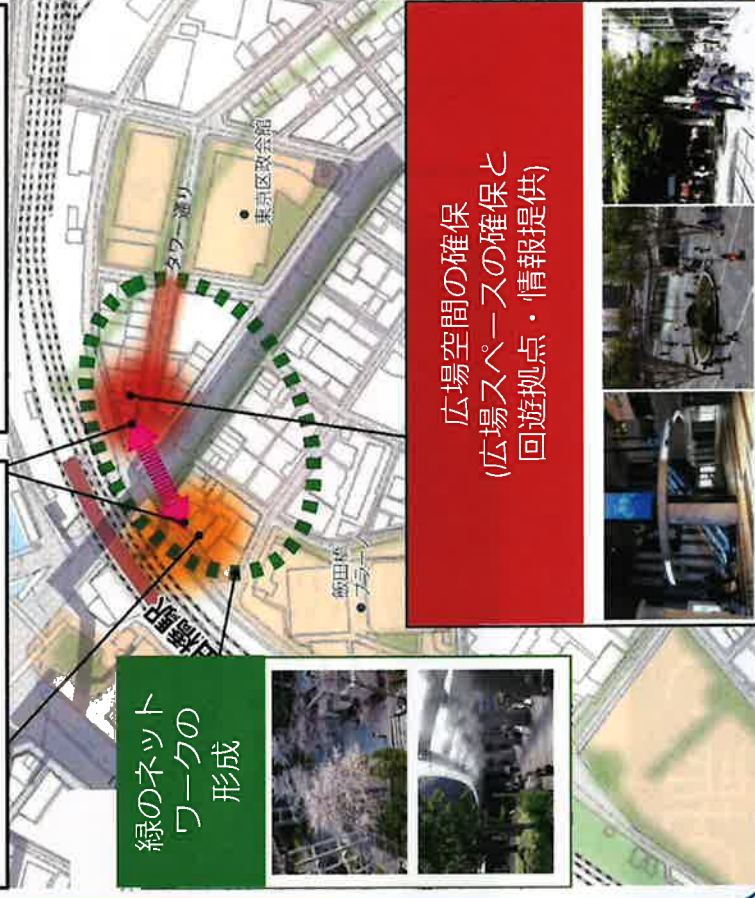 タワー通り
東京区政会館
橋駅
飯田橋
プラーノ
緑のネット
ワークの
形成
広場空間の確保
(広場スペースの確保と
回遊拠点・情報提供)